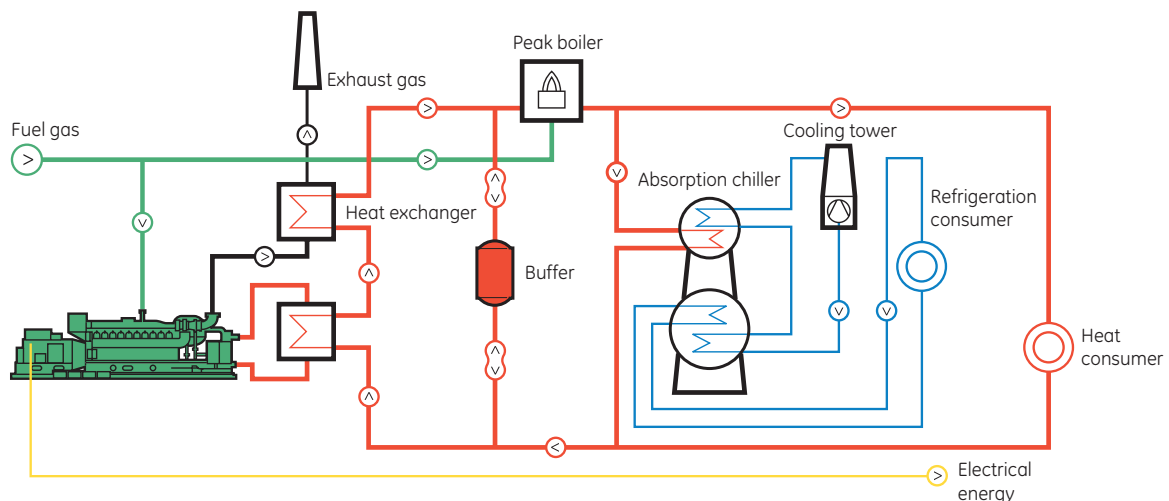 Peak boiler
Exhaust gas
Fuel gas
Cooling tower
Absorption chiller
Heat exchanger
Refrigeration
consumer
Buffer
Heat
consumer
Electrical
energy